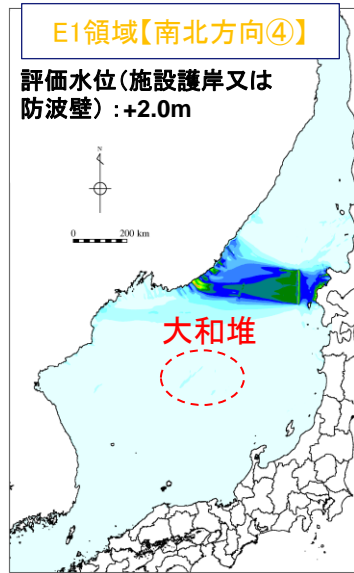 E1領域【南北方向④】
評価水位(施設護岸又は
防波壁）：+2.0m
N
0 200 km
大和堆